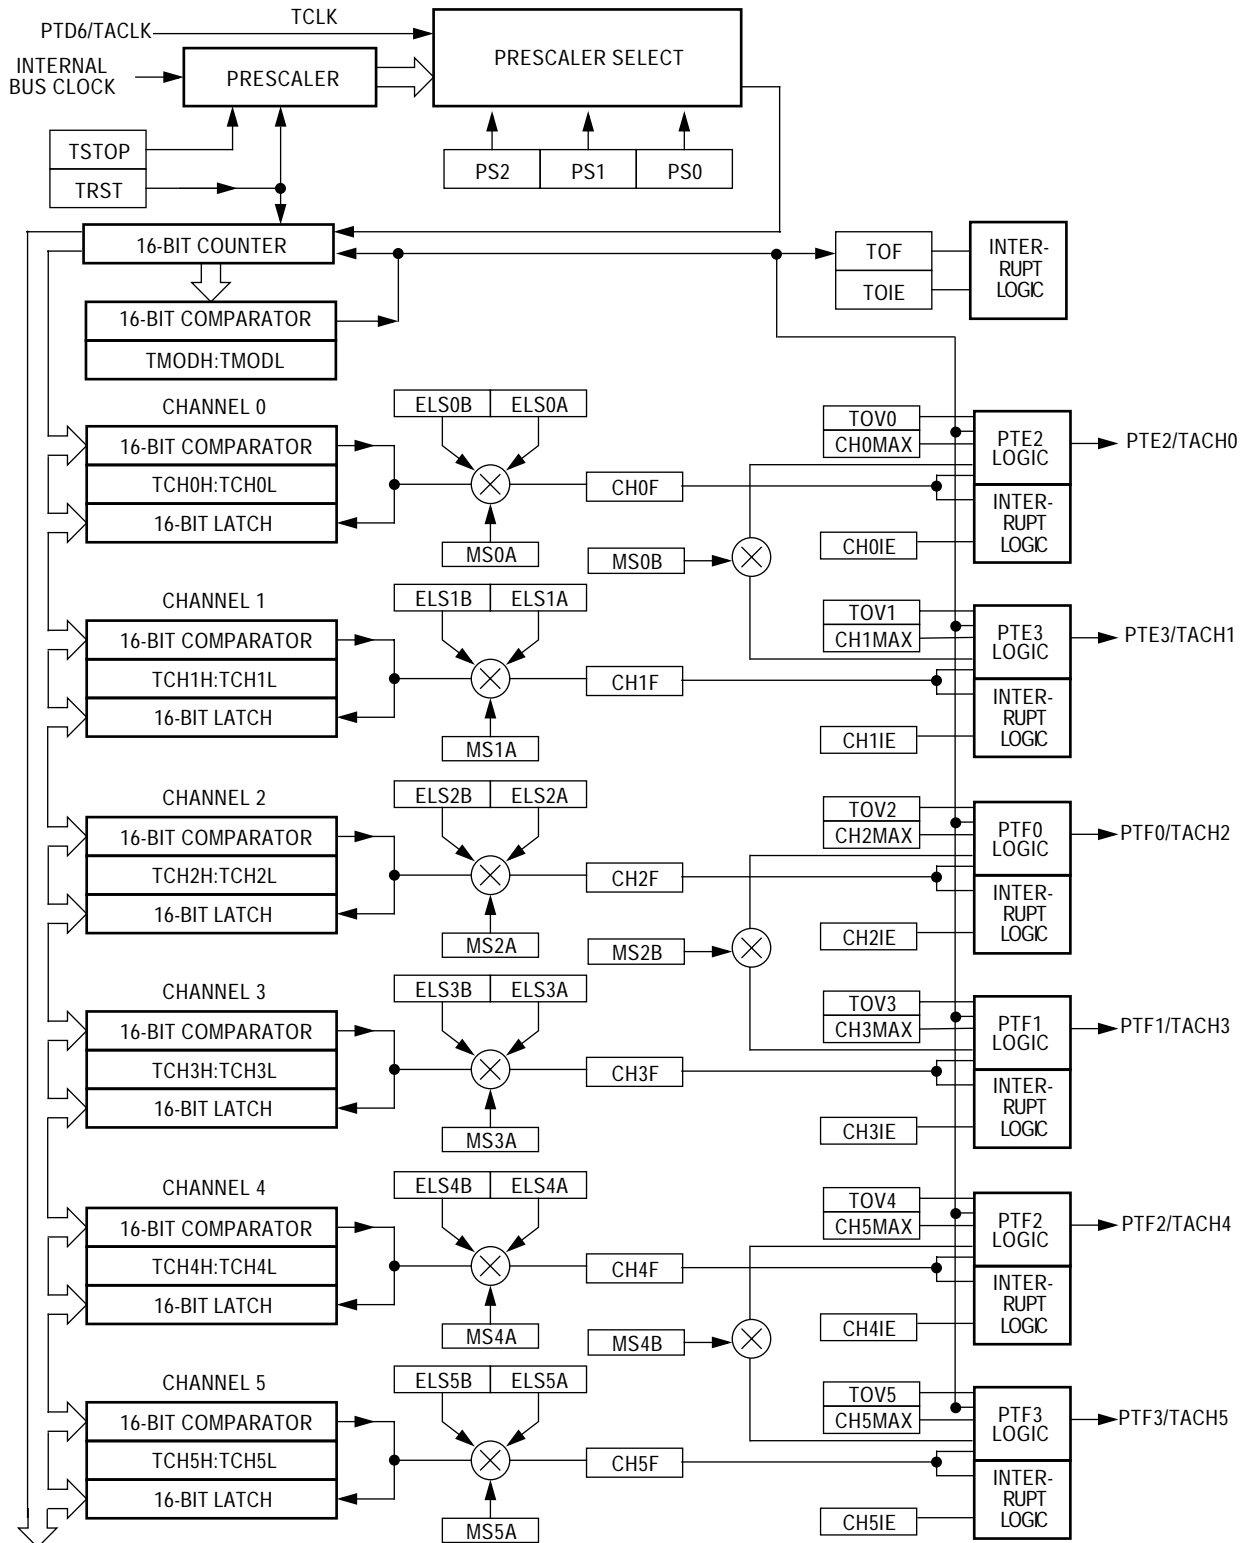 TCLK
PTD6/TACLK
PRESCALER SELECT
INTERNAL
BUS CLOCK
PRESCALER
TSTOP
TRST
PS2
PS1
PS0
16-BIT COUNTER
TOF
TOIE
INTER-
RUPT
LOGIC
16-BIT COMPARATOR
TMODH:TMODL
CHANNEL 0
16-BIT COMPARATOR
TCH0H:TCH0L
16-BIT LATCH
ELS0B
ELS0A
MS0A
CH0F
MS0B
TOV0
CH0MAX
CH0IE
PTE2
LOGIC
INTER-
RUPT
LOGIC
PTE2/TACH0
CHANNEL 1
16-BIT COMPARATOR
TCH1H:TCH1L
16-BIT LATCH
ELS1B
ELS1A
MS1A
CH1F
TOV1
CH1MAX
CH1IE
PTE3
LOGIC
INTER-
RUPT
LOGIC
PTE3/TACH1
CHANNEL 2
16-BIT COMPARATOR
TCH2H:TCH2L
16-BIT LATCH
ELS2B
ELS2A
MS2A
CH2F
MS2B
TOV2
CH2MAX
CH2IE
PTF0
LOGIC
INTER-
RUPT
LOGIC
PTF0/TACH2
CHANNEL 3
16-BIT COMPARATOR
TCH3H:TCH3L
16-BIT LATCH
ELS3B
ELS3A
MS3A
CH3F
TOV3
CH3MAX
CH3IE
PTF1
LOGIC
INTER-
RUPT
LOGIC
PTF1/TACH3
CHANNEL 4
16-BIT COMPARATOR
TCH4H:TCH4L
16-BIT LATCH
ELS4B
ELS4A
MS4A
CH4F
MS4B
TOV4
CH5MAX
CH4IE
PTF2
LOGIC
INTER-
RUPT
LOGIC
PTF2/TACH4
CHANNEL 5
16-BIT COMPARATOR
TCH5H:TCH5L
16-BIT LATCH
ELS5B
ELS5A
MS5A
CH5F
TOV5
CH5MAX
CH5IE
PTF3
LOGIC
INTER-
RUPT
LOGIC
PTF3/TACH5